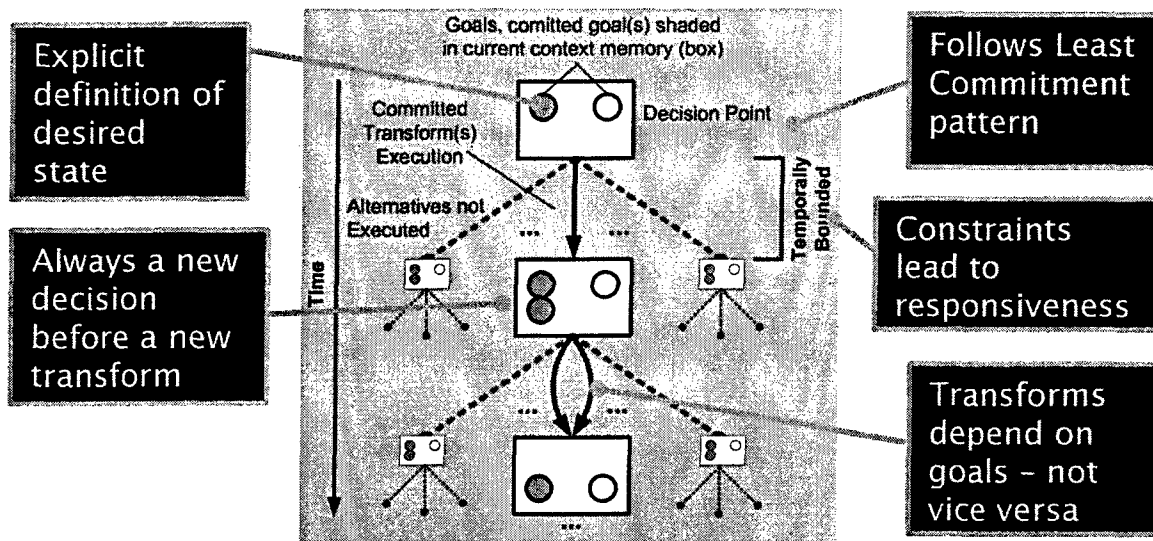 Explicit
definition of
desired
state
Always a new
decision
before a new
transform
Goals, comitted goal(s) shaded
in current context memory (box)
Committed
Transform(s)
Execution
Decision Point
Alternatives not
Executed
Temporally
Bounded
Time
...
...
...
...
...
Follows Least
Commitment
pattern
Constraints
lead to
responsiveness
Transforms
depend on
goals – not
vice versa